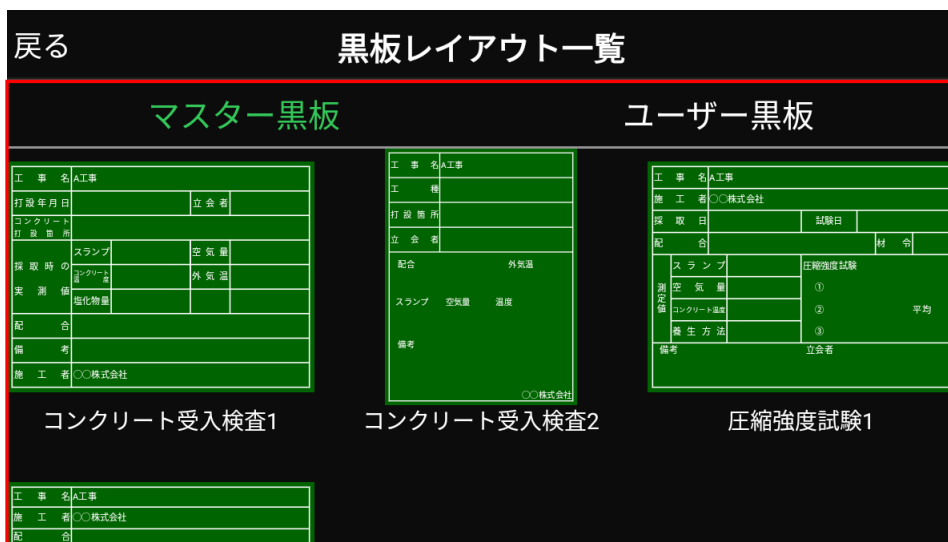 戻る 黒板レイアウト一覧
マスター黒板 ユーザー黒板
工事名 A工事
打設年月日 立会者
コンクリート打設箇所
採取時の実測値
スランプ 空気量
コンクリート温度 外気温
塩化物量
配合
備考
施工者 〇〇株式会社
コンクリート受入検査1
工事名 A工事
工種
打設箇所
立会者
配合 外気温
スランプ 空気量 温度
備考
〇〇株式会社
コンクリート受入検査2
工事名 A工事
施工者 〇〇株式会社
採取日 試験日
配合 材令
測定値
スランプ 圧縮強度試験
空気量 ①
コンクリート温度 ② 平均
養生方法 ③
備考 立会者
圧縮強度試験1
工事名 A工事
施工者 〇〇株式会社
配合